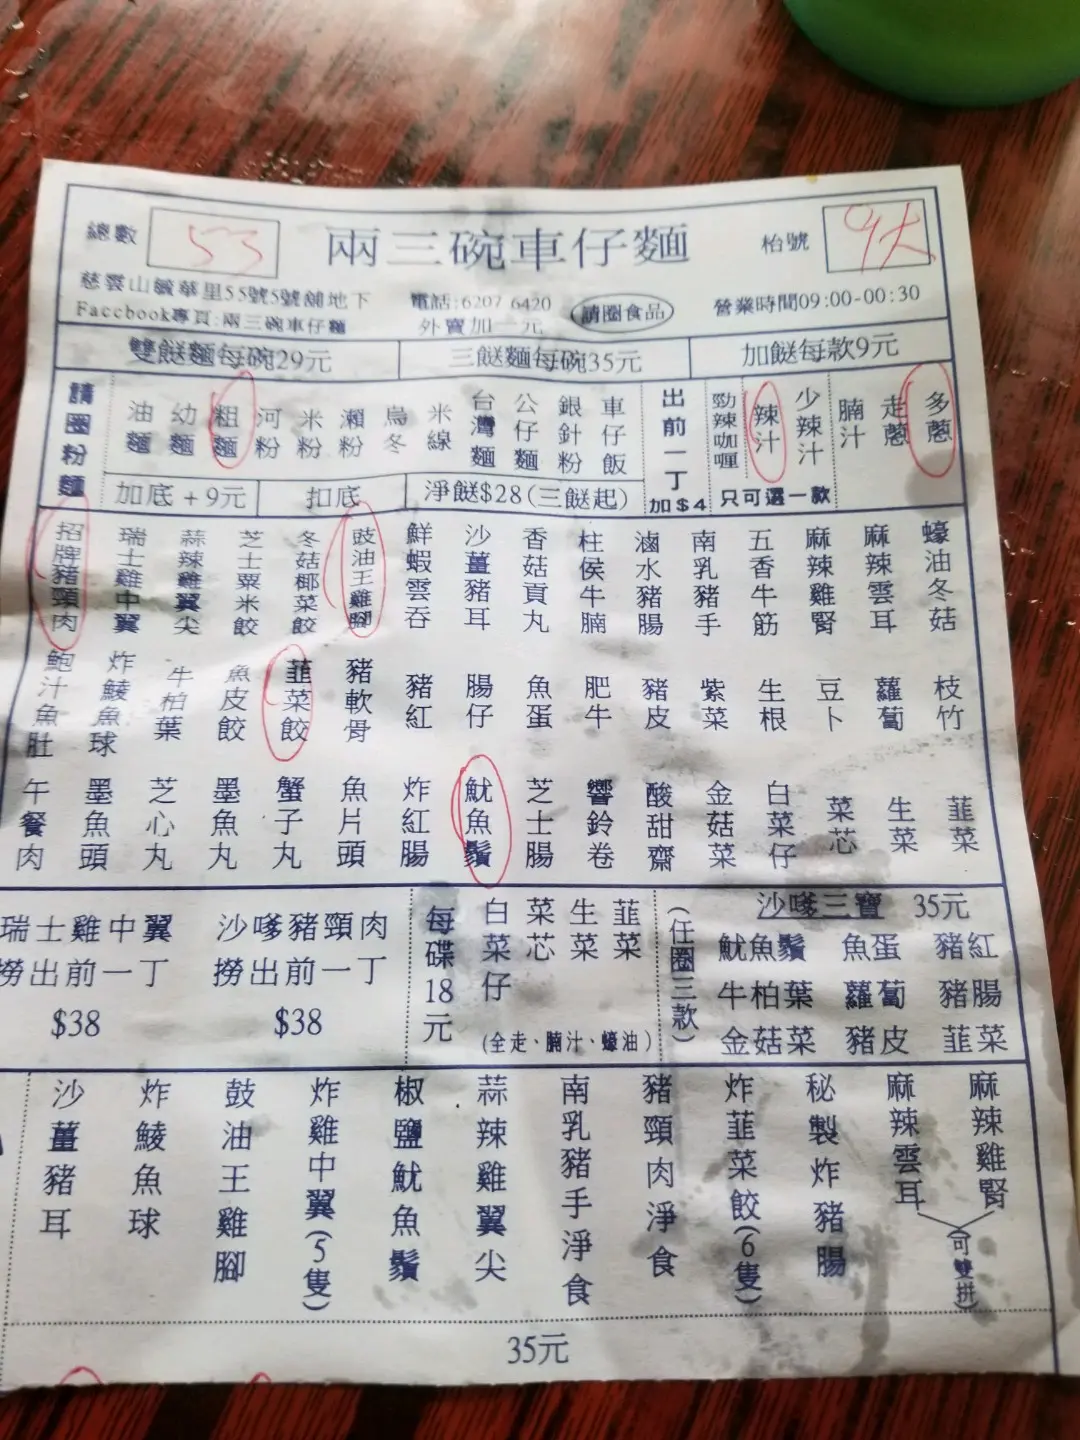 總數 53 兩三碗車仔麵 枱號
慈雲山毓華里55號5號舖地下 電話:6207 6420 請圈食品 營業時間09:00-00:30
Facebook專頁:兩三碗車仔麵 外賣加一元
雙餸麵每碗29元 三餸麵每碗35元 加餸每款9元
請圈粉麵 油麵 幼麵 粗麵 河粉 米粉 瀨粉 烏冬 米線 台灣麵 公仔麵 銀針粉 車仔飯 出前一丁加$4 勁辣咖喱 辣汁 少辣汁 腩汁 走蔥 多蔥
加底+9元 扣底 淨餸$28(三餸起) 只可選一款
招牌豬頸肉 瑞士雞中翼 蒜辣雞翼尖 芝士粟米餃 冬菇椰菜餃 豉油王雞腳 鮮蝦雲吞 沙薑豬耳 香菇貢丸 柱侯牛腩 滷水豬腸 南乳豬手 五香牛筋 麻辣雞腎 麻辣雲耳 蠔油冬菇
鮑汁魚肚 炸鯪魚球 牛柏葉 魚皮餃 韮菜餃 豬軟骨 豬紅 腸仔 魚蛋 肥牛 豬皮 紫菜 生根 豆卜 蘿蔔 枝竹
午餐肉 墨魚頭 芝心丸 墨魚丸 蟹子丸 魚片頭 炸紅腸 魷魚鬚 芝士腸 響鈴卷 酸甜齋 金菇菜 白菜仔 菜芯 生菜 韮菜
瑞士雞中翼撈出前一丁 $38
沙嗲豬頸肉撈出前一丁 $38
每碟18元 白菜仔 菜芯 生菜 韮菜
(全走、腩汁、蠔油)
(任圈三款) 沙嗲三寶 35元
魷魚鬚 魚蛋 豬紅
牛柏葉 蘿蔔 豬腸
金菇菜 豬皮 韮菜
沙薑豬耳 炸鯪魚球 鼓油王雞腳 炸雞中翼(5隻) 椒鹽魷魚鬚 蒜辣雞翼尖 南乳豬手淨食 豬頸肉淨食 炸韮菜餃(6隻) 秘製炸豬腸 麻辣雲耳 麻辣雞腎
(可雙拼)
35元